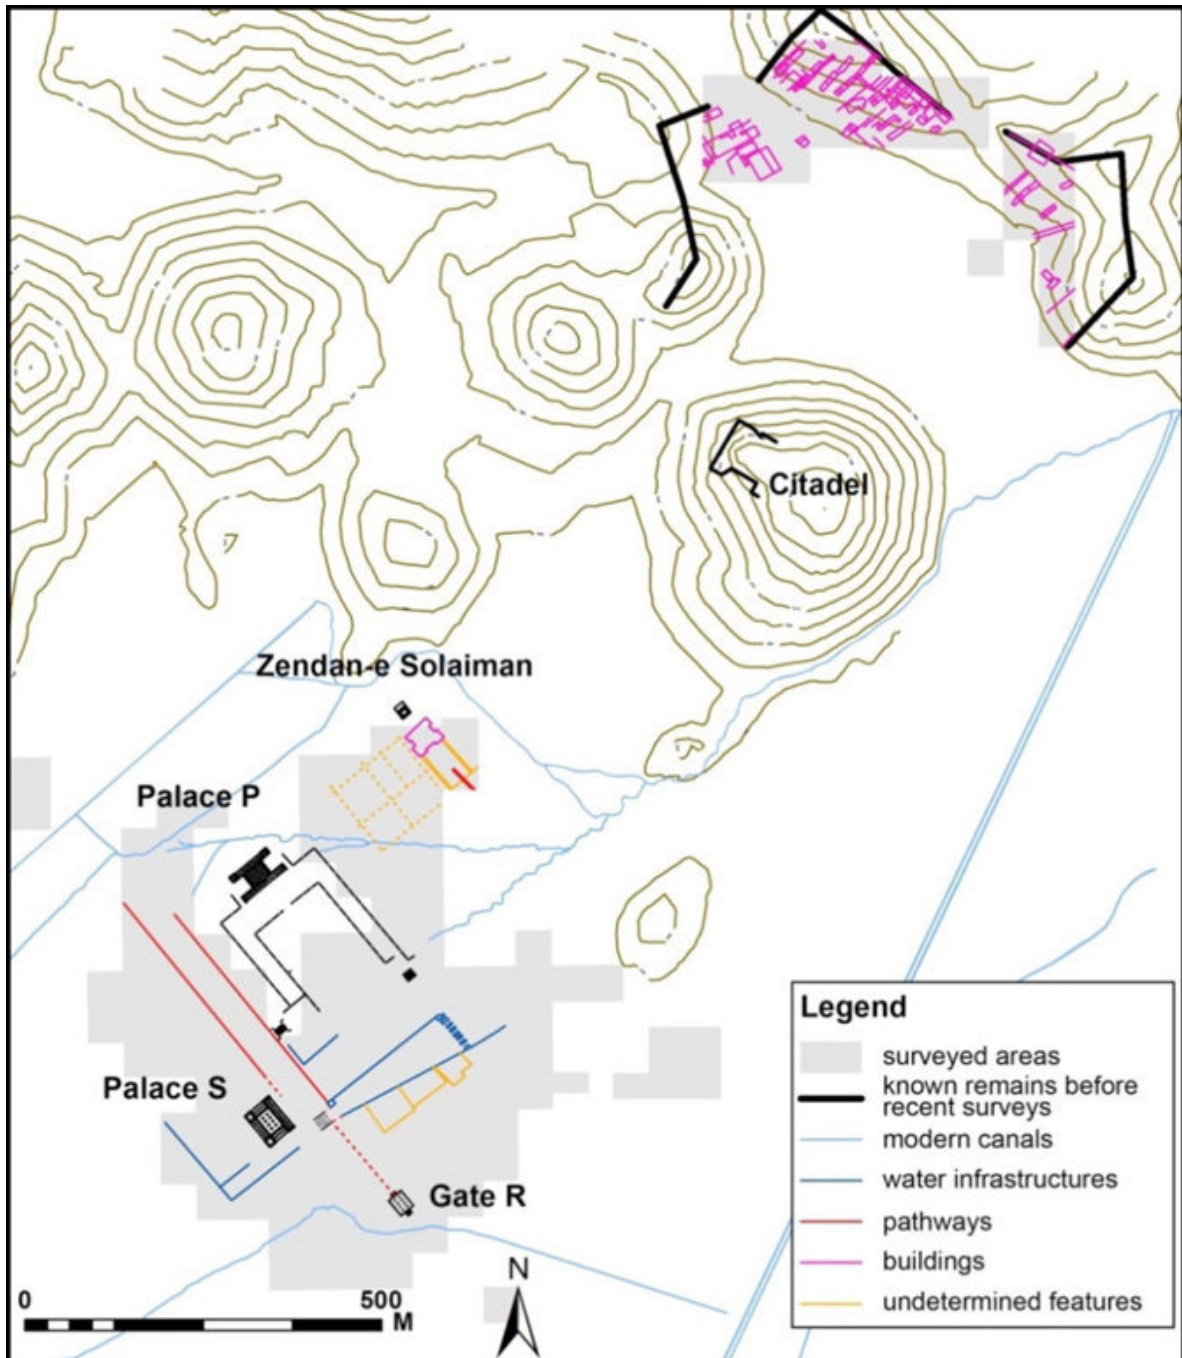 Citadel
Zendan-e Solaiman
Palace P
Palace S
Gate R
Legend
surveyed areas
known remains before
recent surveys
modern canals
water infrastructures
pathways
buildings
undetermined features
0 500
M
N